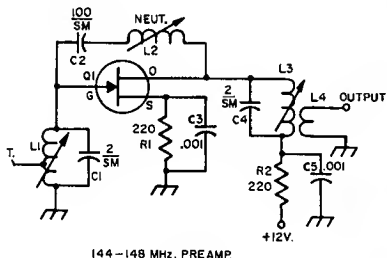 100
SM
C2
NEUT.
L2
Q1
G
D
S
L3
2
SM
C4
L4
OUTPUT
T.
L1
2
SM
C1
220
R1
C3
.001
R2
220
C5
.001
+12V.
144-148 MHz. PREAMP.